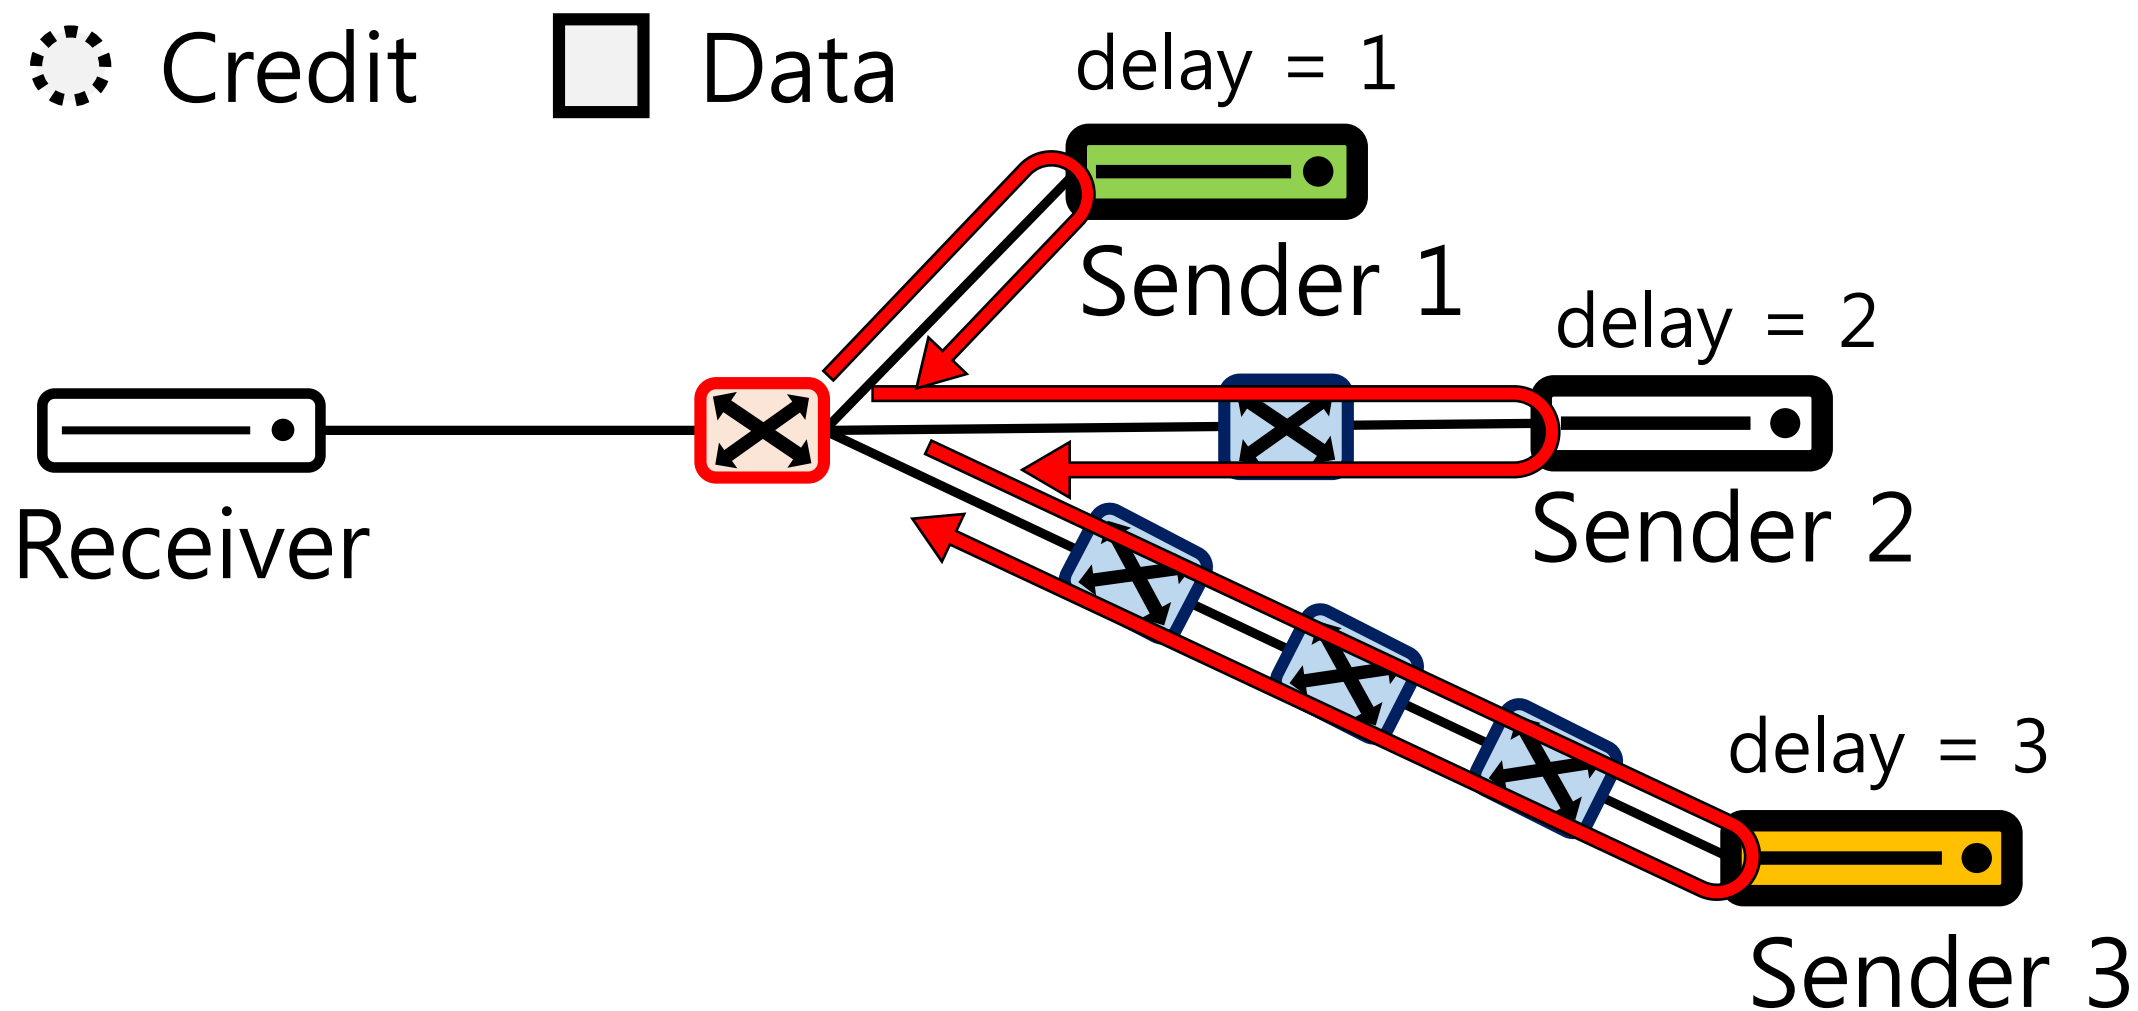 Credit
Data
delay = 1
Sender 1
delay = 2
Receiver
Sender 2
delay = 3
Sender 3